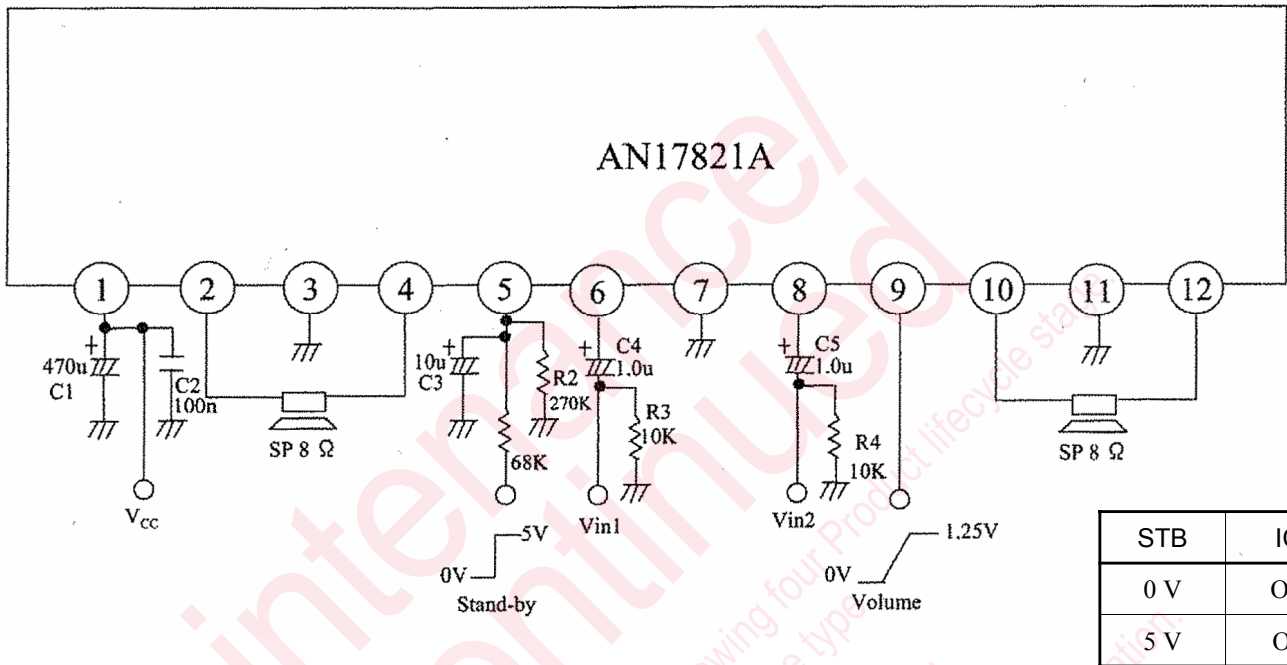 AN17821A
1 2 3 4 5 6 7 8 9 10 11 12
470u
C1
C2
100n
VCC
SP 8 Ω
10u
C3
R2
270K
68K
0V
5V
Stand-by
C4
1.0u
R3
10K
Vin1
C5
1.0u
R4
10K
Vin2
0V
1.25V
Volume
SP 8 Ω
STB
0 V
5 V